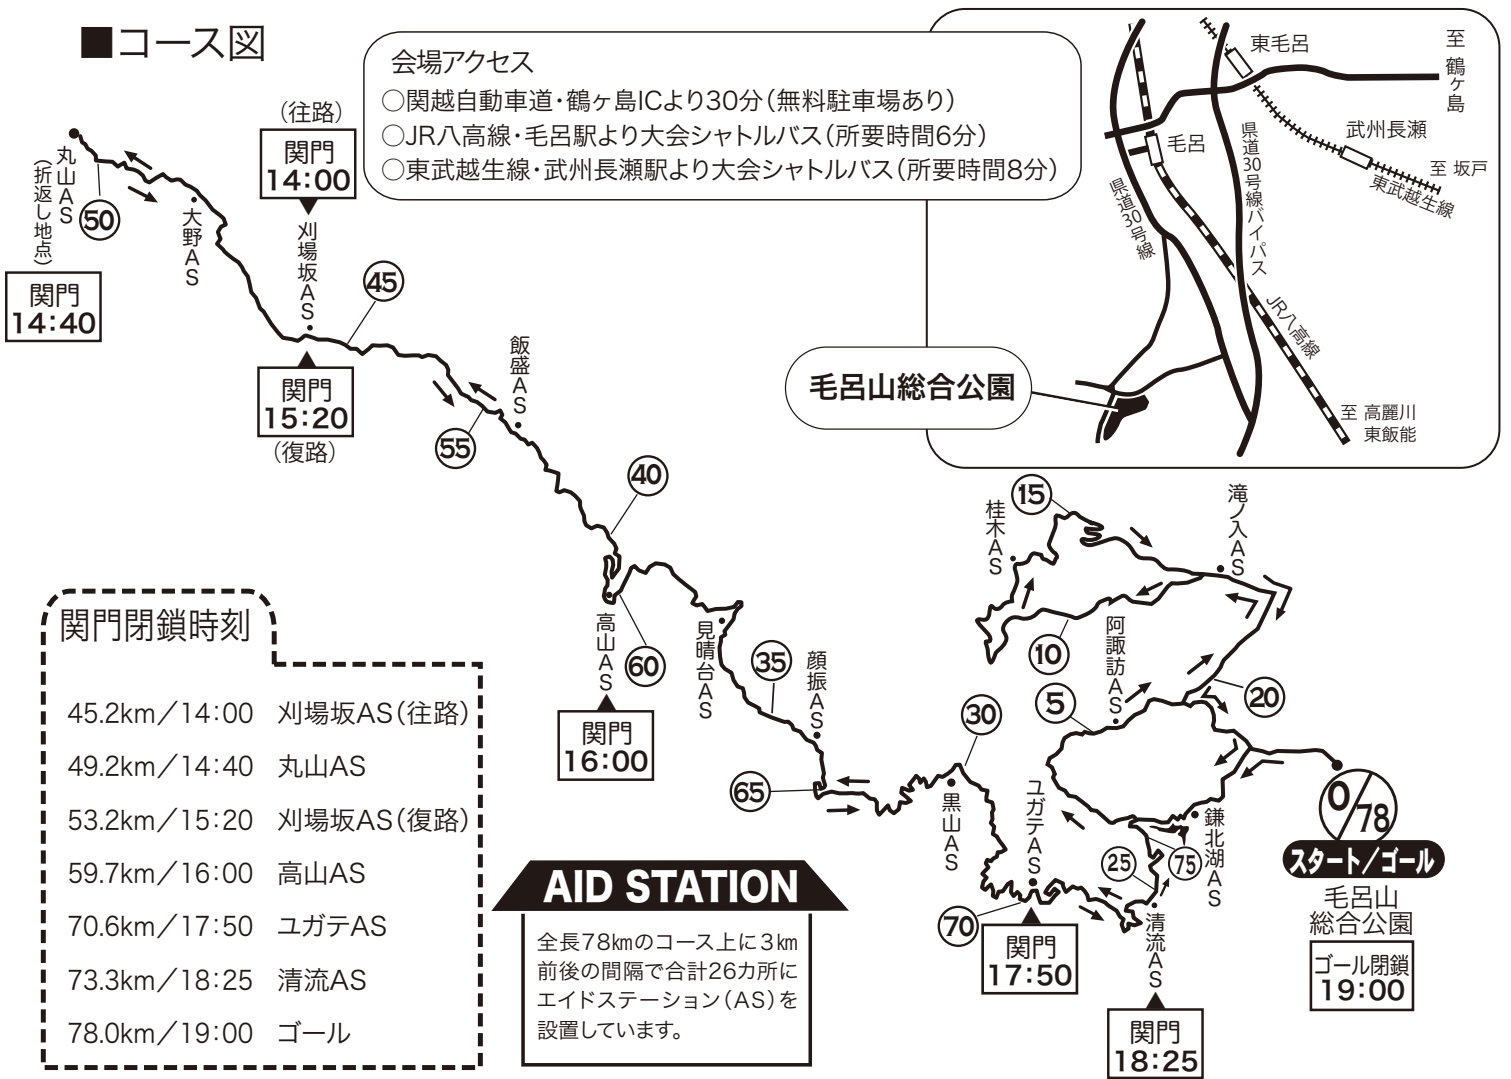 ■コース図
会場アクセス
○関越自動車道・鶴ヶ島ICより30分（無料駐車場あり）
○JR八高線・毛呂駅より大会シャトルバス（所要時間6分）
○東武越生線・武州長瀬駅より大会シャトルバス（所要時間8分）
東毛呂
至鶴ヶ島
武州長瀬
至 坂戸
東武越生線
毛呂
県道30号線
県道30号線バイパス
JR八高線
至 高麗川
東飯能
毛呂山総合公園
丸山AS
（折返し地点）
関門
14:40
50
大野AS
（往路）
関門
14:00
刈場坂AS
関門
15:20
（復路）
45
飯盛AS
55
40
高山AS
関門
16:00
60
見晴台AS
35
顔振AS
65
30
黒山AS
ユガテAS
70
関門
17:50
清流AS
関門
18:25
25
75
鎌北湖AS
5
阿諏訪AS
10
桂木AS
15
滝ノ入AS
20
0/78
スタート/ゴール
毛呂山
総合公園
ゴール閉鎖
19:00
関門閉鎖時刻
45.2km／14:00 刈場坂AS（往路）
49.2km／14:40 丸山AS
53.2km／15:20 刈場坂AS（復路）
59.7km／16:00 高山AS
70.6km／17:50 ユガテAS
73.3km／18:25 清流AS
78.0km／19:00 ゴール
AID STATION
全長78kmのコース上に3km
前後の間隔で合計26カ所に
エイドステーション（AS）を
設置しています。